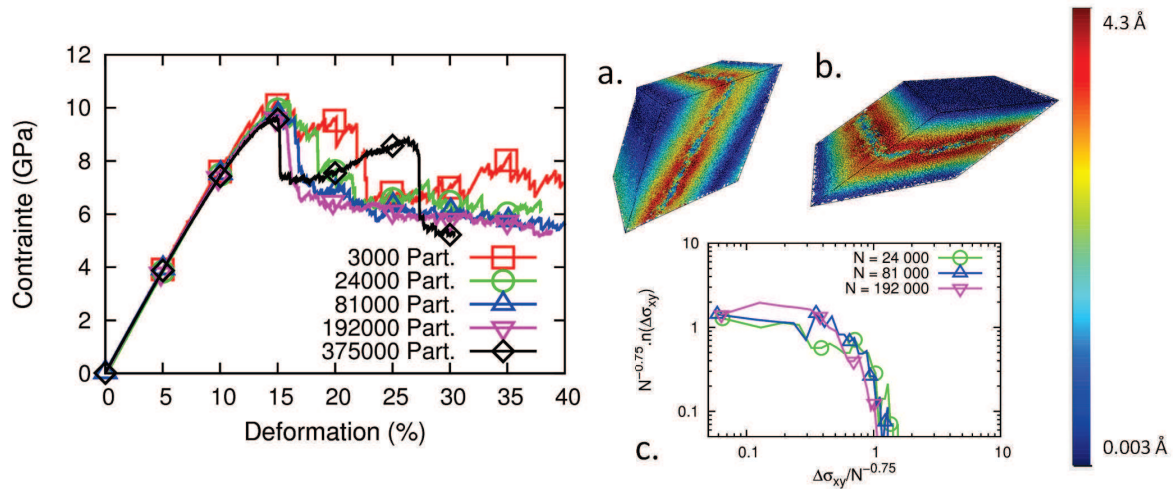 Contrainte (GPa)
12
10
8
6
4
2
0
0 5 10 15 20 25 30 35 40
Deformation (%)
3000 Part.
24000 Part.
81000 Part.
192000 Part.
375000 Part.
a.
b.
4.3 Å
0.003 Å
N = 24 000
N = 81 000
N = 192 000
N⁻⁰·⁷⁵.n(Δσxy)
10
1
0.1
0.1 1 10
Δσxy/N⁻⁰·⁷⁵
c.